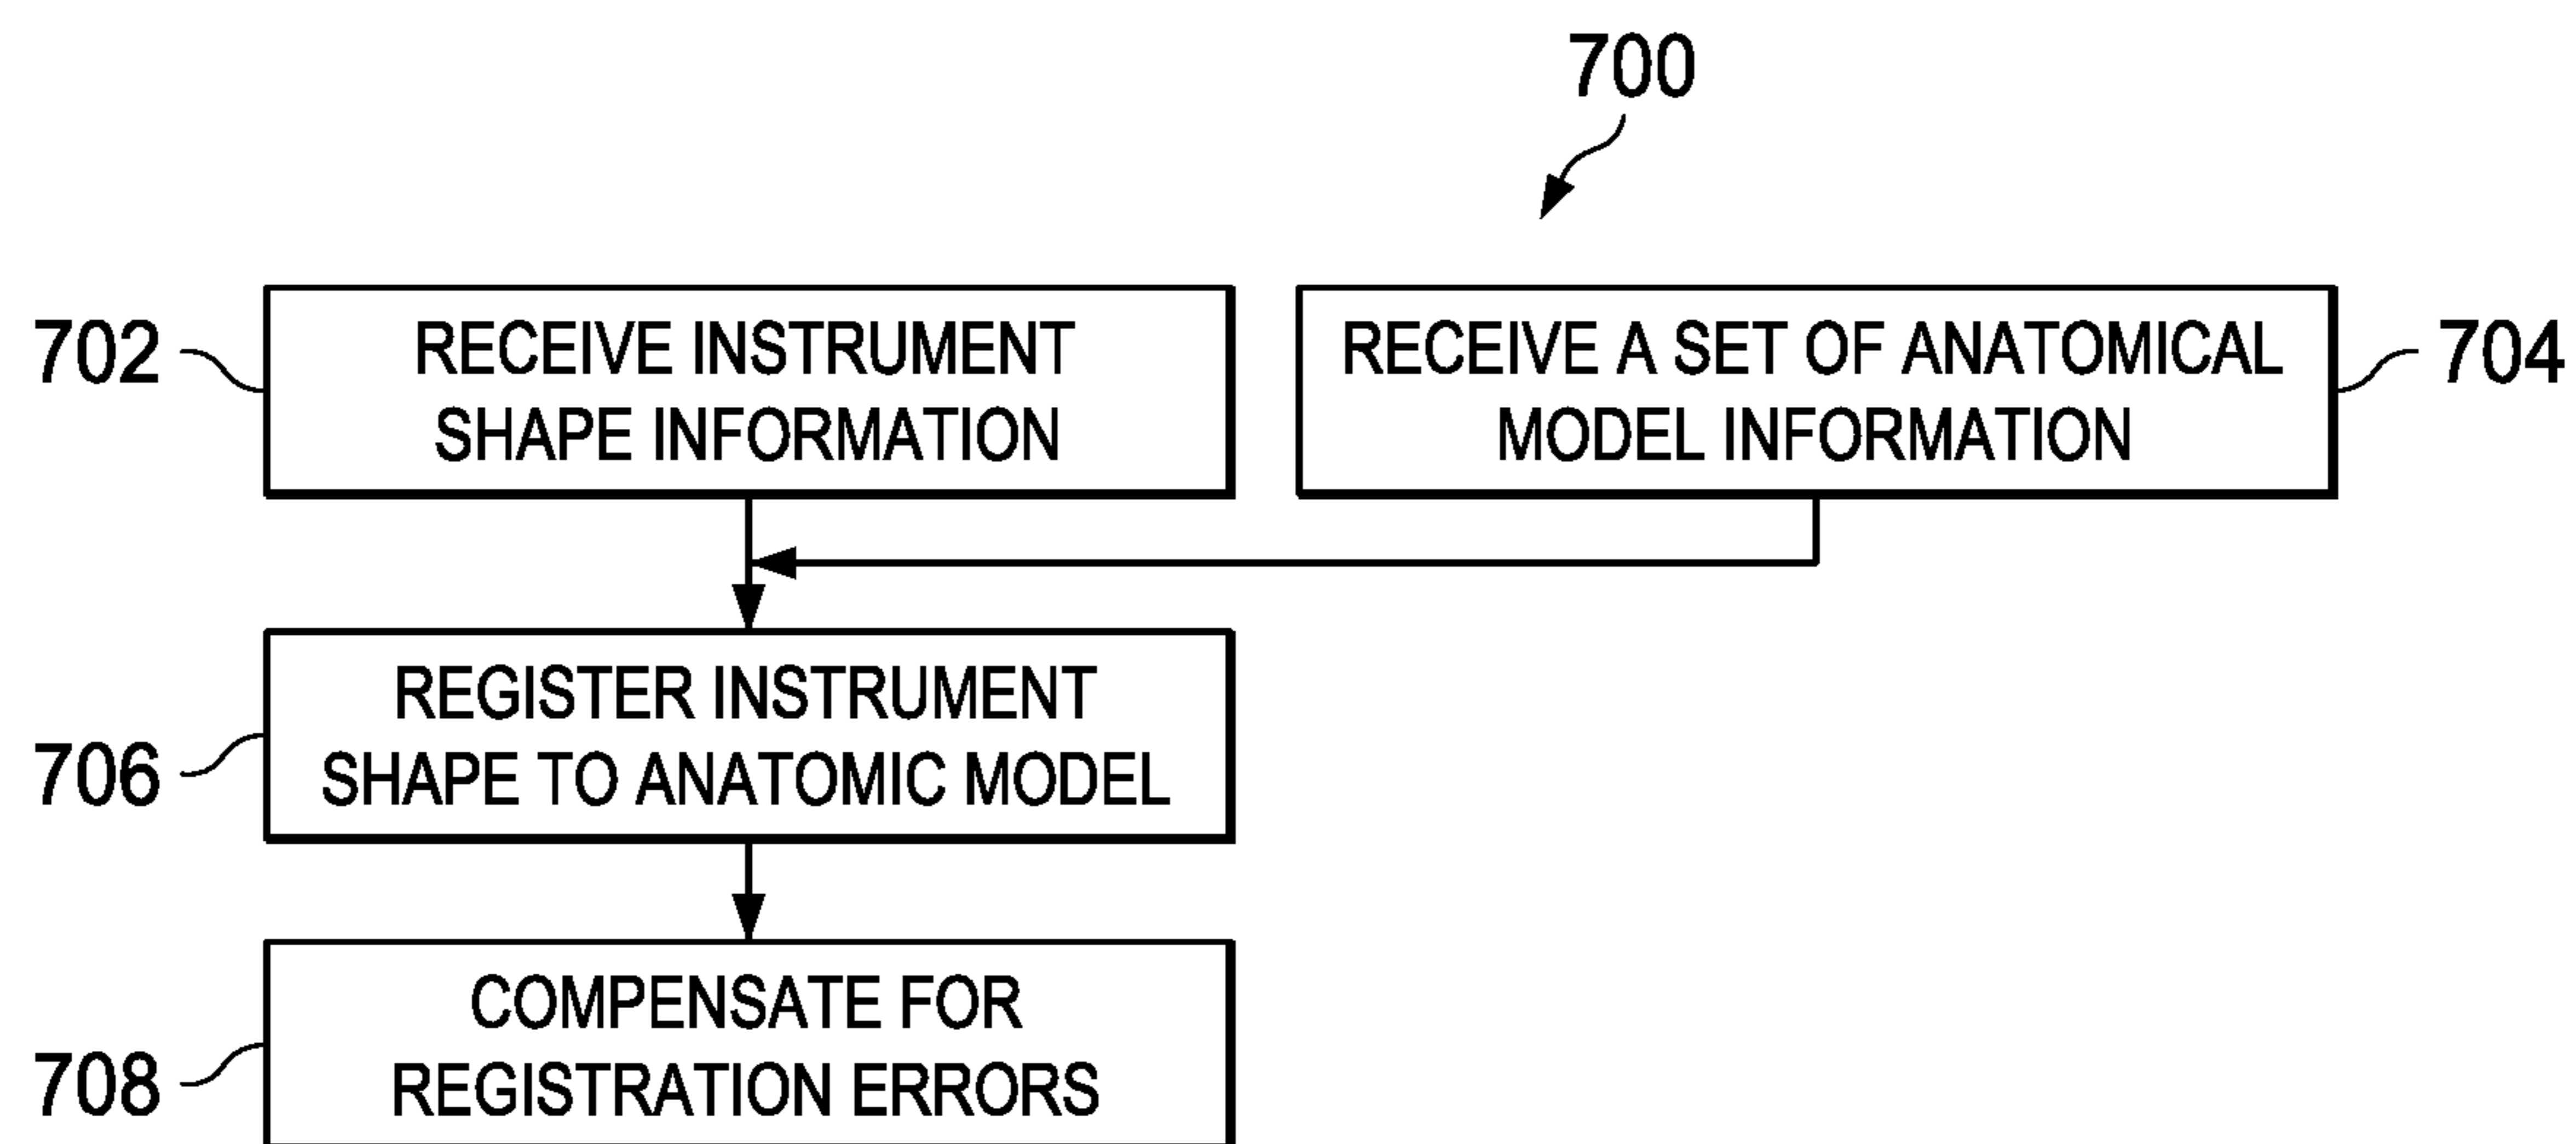 700
702
RECEIVE INSTRUMENT
SHAPE INFORMATION
RECEIVE A SET OF ANATOMICAL
MODEL INFORMATION
704
706
REGISTER INSTRUMENT
SHAPE TO ANATOMIC MODEL
708
COMPENSATE FOR
REGISTRATION ERRORS